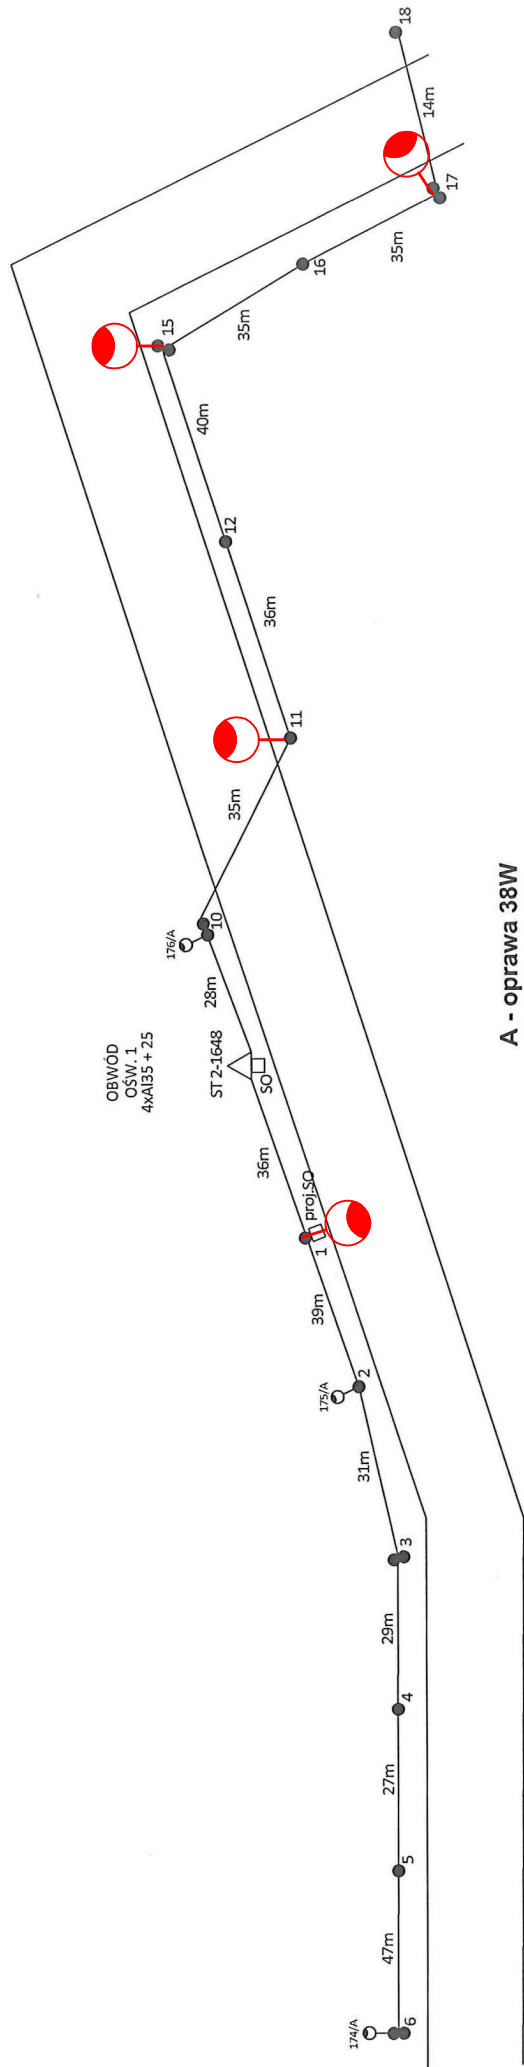 18
14m
17
35m
16
35m
15
40m
12
36m
11
35m
10
176/A
28m
OBWÓD
OŚW. 1
4xAl35 + 25
ST 2-1648
SO
36m
proj.SO
1
39m
2
175/A
31m
3
29m
4
27m
5
47m
6
174/A
A - oprawa 38W